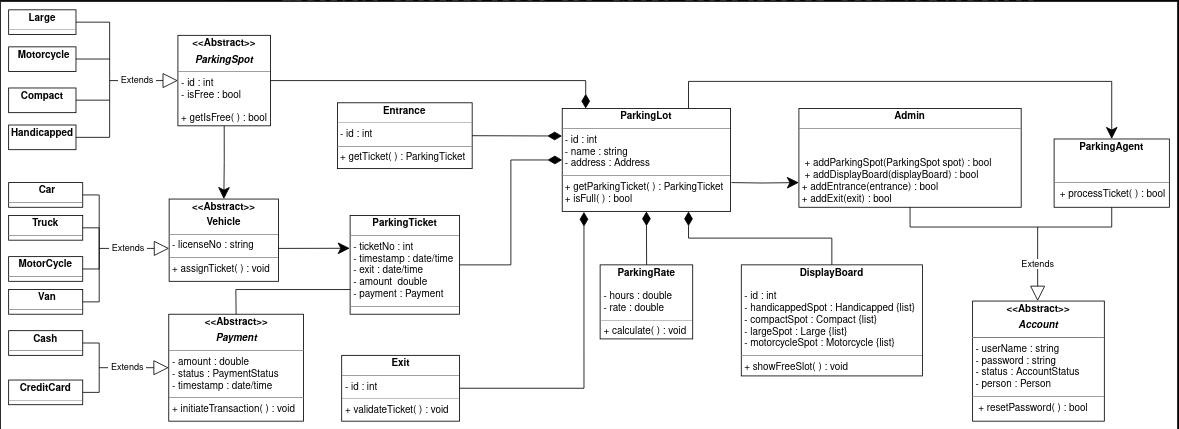 Large
Motorcycle
Compact
Handicapped
Extends
<<Abstract>>
ParkingSpot
- id : int
- isFree : bool
+ getIsFree( ) : bool
Entrance
- id : int
+ getTicket( ) : ParkingTicket
ParkingLot
- id : int
- name : string
- address : Address
+ getParkingTicket( ) : ParkingTicket
+ isFull( ) : bool
Admin
+ addParkingSpot(ParkingSpot spot) : bool
+ addDisplayBoard(displayBoard) : bool
+ addEntrance(entrance) : bool
+ addExit(exit) : bool
ParkingAgent
+ processTicket( ) : bool
Car
Truck
MotorCycle
Van
Extends
<<Abstract>>
Vehicle
- licenseNo : string
+ assignTicket( ) : void
ParkingTicket
- ticketNo : int
- timestamp : date/time
- exit : date/time
- amount  double
- payment : Payment
ParkingRate
- hours : double
- rate : double
+ calculate( ) : void
DisplayBoard
- id : int
- handicappedSpot : Handicapped {list}
- compactSpot : Compact {list}
- largeSpot : Large {list}
- motorcycleSpot : Motorcycle {list}
+ showFreeSlot( ) : void
Extends
<<Abstract>>
Account
- userName : string
- password : string
- status : AccountStatus
- person : Person
+ resetPassword( ) : bool
Cash
CreditCard
Extends
<<Abstract>>
Payment
- amount : double
- status : PaymentStatus
- timestamp : date/time
+ initiateTransaction( ) : void
Exit
- id : int
+ validateTicket( ) : void